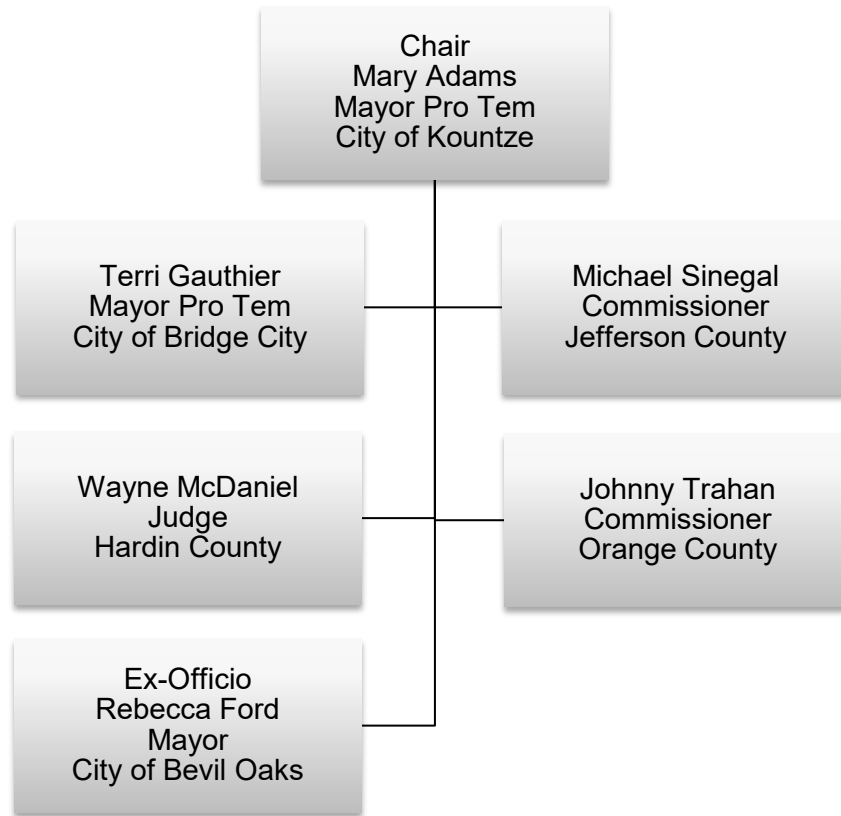 Chair
Mary Adams
Mayor Pro Tem
City of Kountze
Terri Gauthier
Mayor Pro Tem
City of Bridge City
Michael Sinegal
Commissioner
Jefferson County
Wayne McDaniel
Judge
Hardin County
Johnny Trahan
Commissioner
Orange County
Ex-Officio
Rebecca Ford
Mayor
City of Bevil Oaks